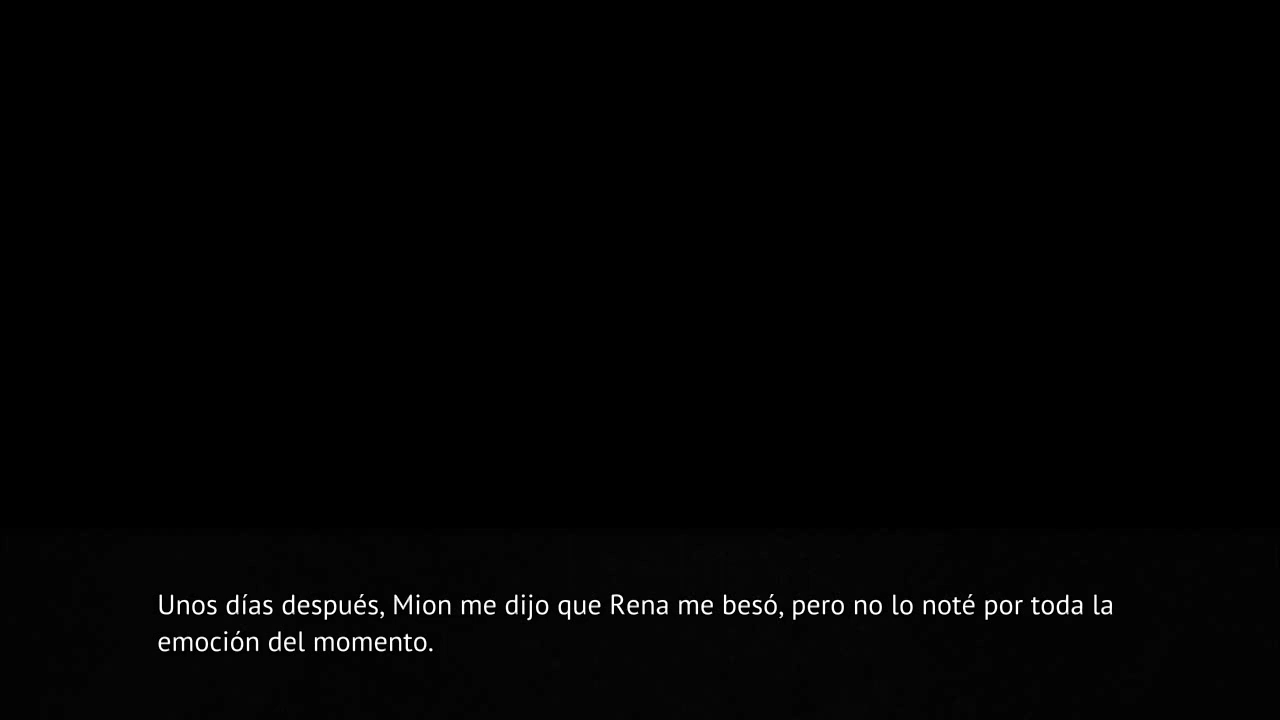 Unos días después, Mion me dijo que Rena me besó, pero no lo noté por toda la
emoción del momento.